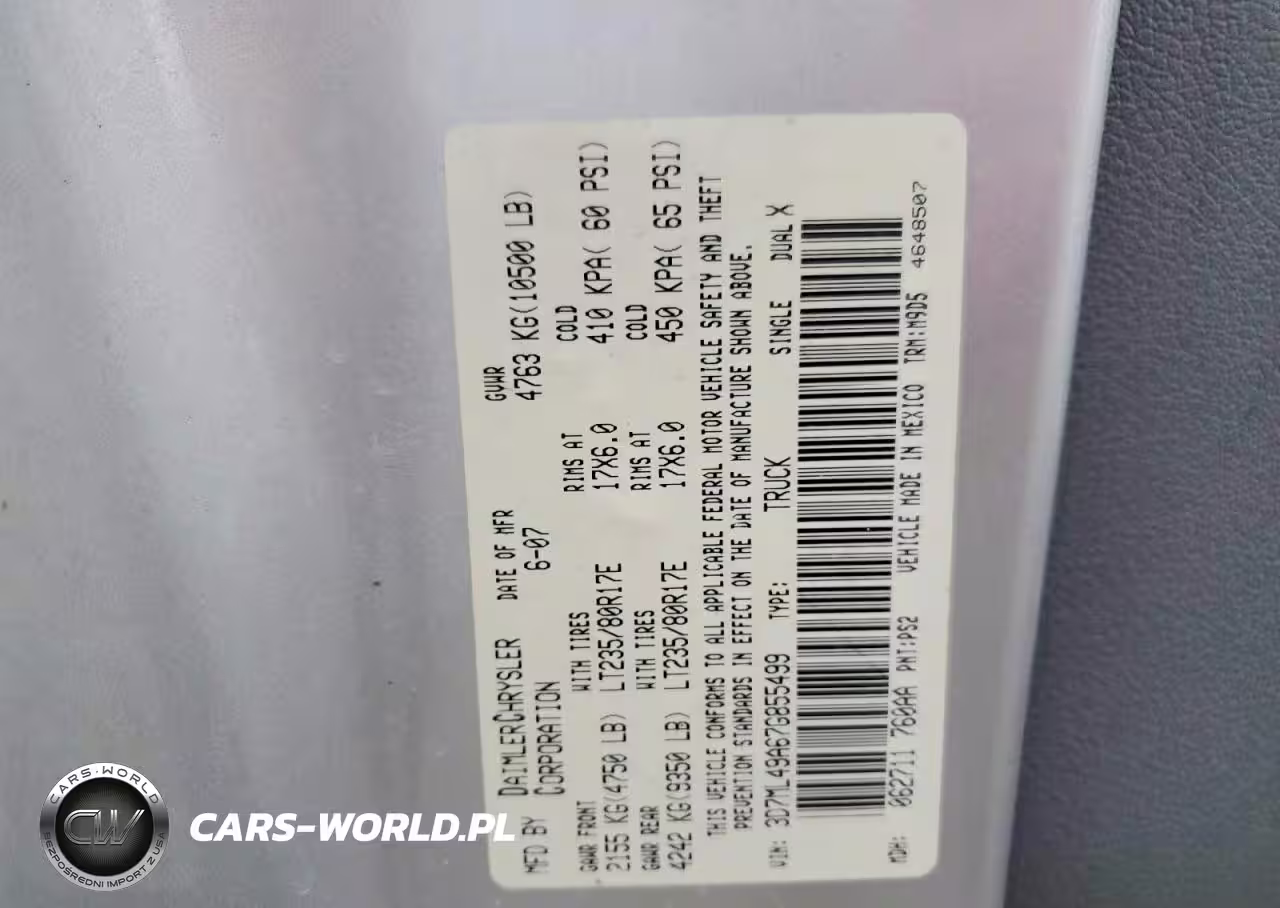 MFD BY DAIMLERCHRYSLER CORPORATION DATE OF MFR 6-07 GVWR 4763 KG(10500 LB)
GAWR FRONT WITH TIRES RIMS AT COLD
2155 KG(4750 LB) LT235/80R17E 17X6.0 410 KPA( 60 PSI)
GAWR REAR WITH TIRES RIMS AT COLD
4242 KG(9350 LB) LT235/80R17E 17X6.0 450 KPA( 65 PSI)
THIS VEHICLE CONFORMS TO ALL APPLICABLE FEDERAL MOTOR VEHICLE SAFETY AND THEFT
PREVENTION STANDARDS IN EFFECT ON THE DATE OF MANUFACTURE SHOWN ABOVE.
VIN: 3D7ML49A67G855499 TYPE: TRUCK SINGLE DUAL X
MDH: 062711 760AA PNT:PS2 VEHICLE MADE IN MEXICO TRM:M9D5 4648507
CARS-WORLD
CW
BEZPOŚREDNI IMPORT Z USA
CARS-WORLD.PL